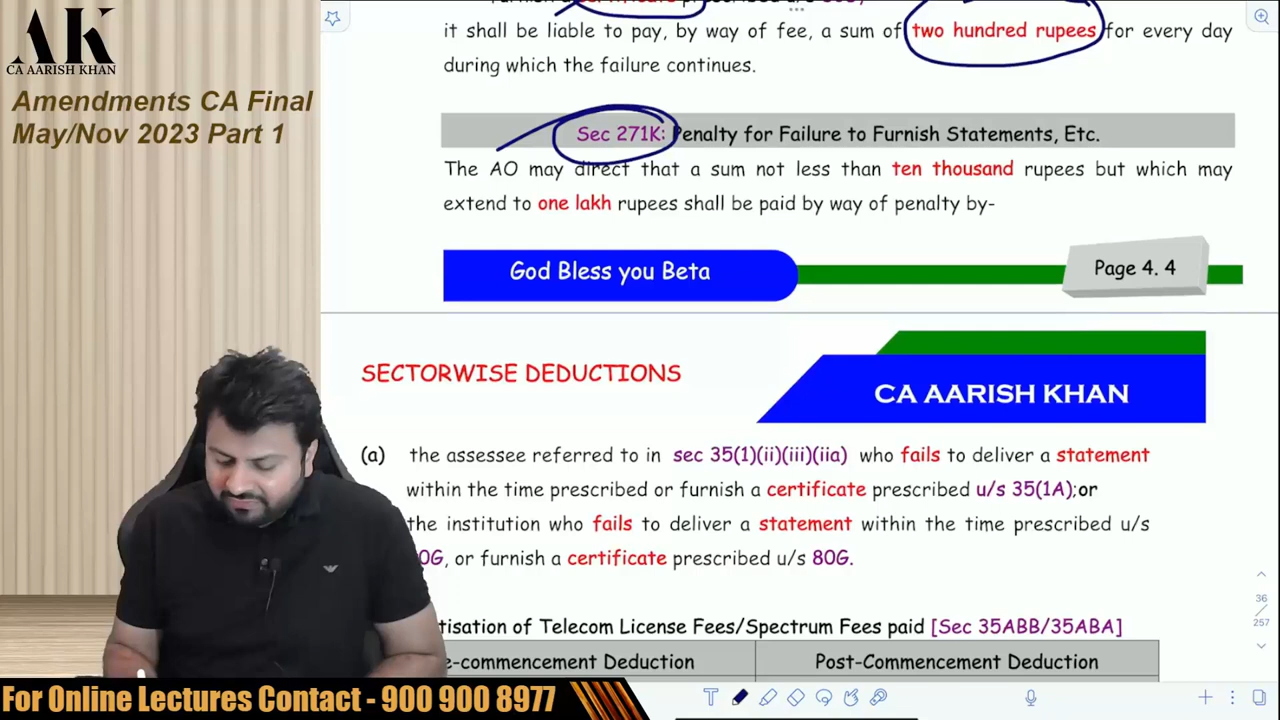 AK
CA AARISH KHAN
Amendments CA Final
May/Nov 2023 Part 1
it shall be liable to pay, by way of fee, a sum of two hundred rupees for every day
during which the failure continues.
Sec 271K: Penalty for Failure to Furnish Statements, Etc.
The AO may direct that a sum not less than ten thousand rupees but which may
extend to one lakh rupees shall be paid by way of penalty by-
God Bless you Beta
Page 4. 4
SECTORWISE DEDUCTIONS
CA AARISH KHAN
(a) the assessee referred to in sec 35(1)(ii)(iii)(iia) who fails to deliver a statement
within the time prescribed or furnish a certificate prescribed u/s 35(1A);or
the institution who fails to deliver a statement within the time prescribed u/s
0G, or furnish a certificate prescribed u/s 80G.
tisation of Telecom License Fees/Spectrum Fees paid [Sec 35ABB/35ABA]
e-commencement Deduction Post-Commencement Deduction
36
257
For Online Lectures Contact - 900 900 8977